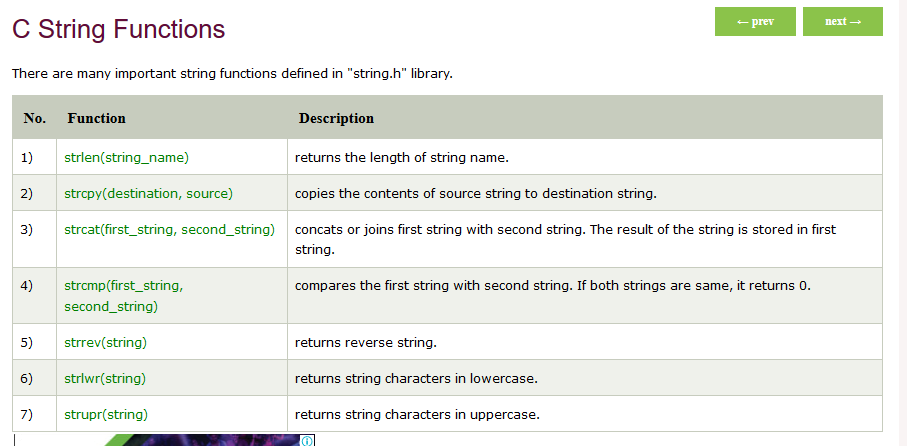 C String Functions
← prev
next →
There are many important string functions defined in "string.h" library.
No. Function Description
1) strlen(string_name) returns the length of string name.
2) strcpy(destination, source) copies the contents of source string to destination string.
3) strcat(first_string, second_string) concats or joins first string with second string. The result of the string is stored in first
string.
4) strcmp(first_string, compares the first string with second string. If both strings are same, it returns 0.
second_string)
5) strrev(string) returns reverse string.
6) strlwr(string) returns string characters in lowercase.
7) strupr(string) returns string characters in uppercase.